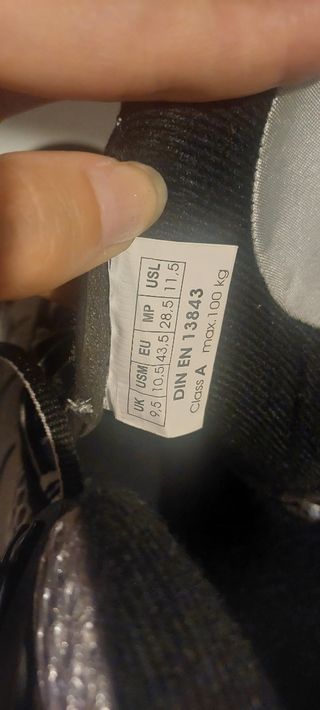 UK USM EU MP USL
9,5 10,5 43,5 28,5 11,5
DIN EN 13843
Class A max.100 kg